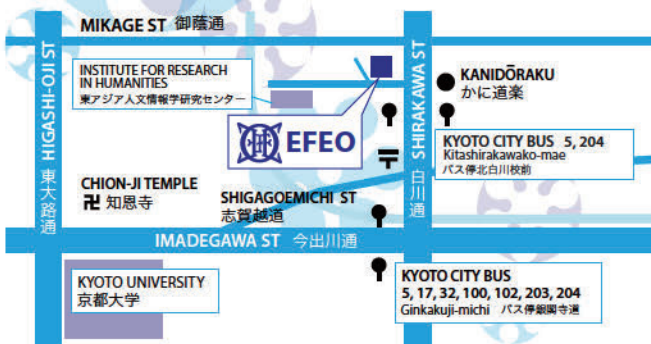 MIKAGE ST 御蔭通
HIGASHI-OJI ST 東大路通
INSTITUTE FOR RESEARCH
IN HUMANITIES
東アジア人文情報学研究センター
EFEO
SHIRAKAWA ST 白川通
KANIDŌRAKU
かに道楽
KYOTO CITY BUS 5, 204
Kitashirakawako-mae
バス停北白川校前
CHION-JI TEMPLE
卍 知恩寺
SHIGAGOEMICHI ST
志賀越道
IMADEGAWA ST 今出川通
KYOTO UNIVERSITY
京都大学
KYOTO CITY BUS
5, 17, 32, 100, 102, 203, 204
Ginkakuji-michi バス停銀閣寺道